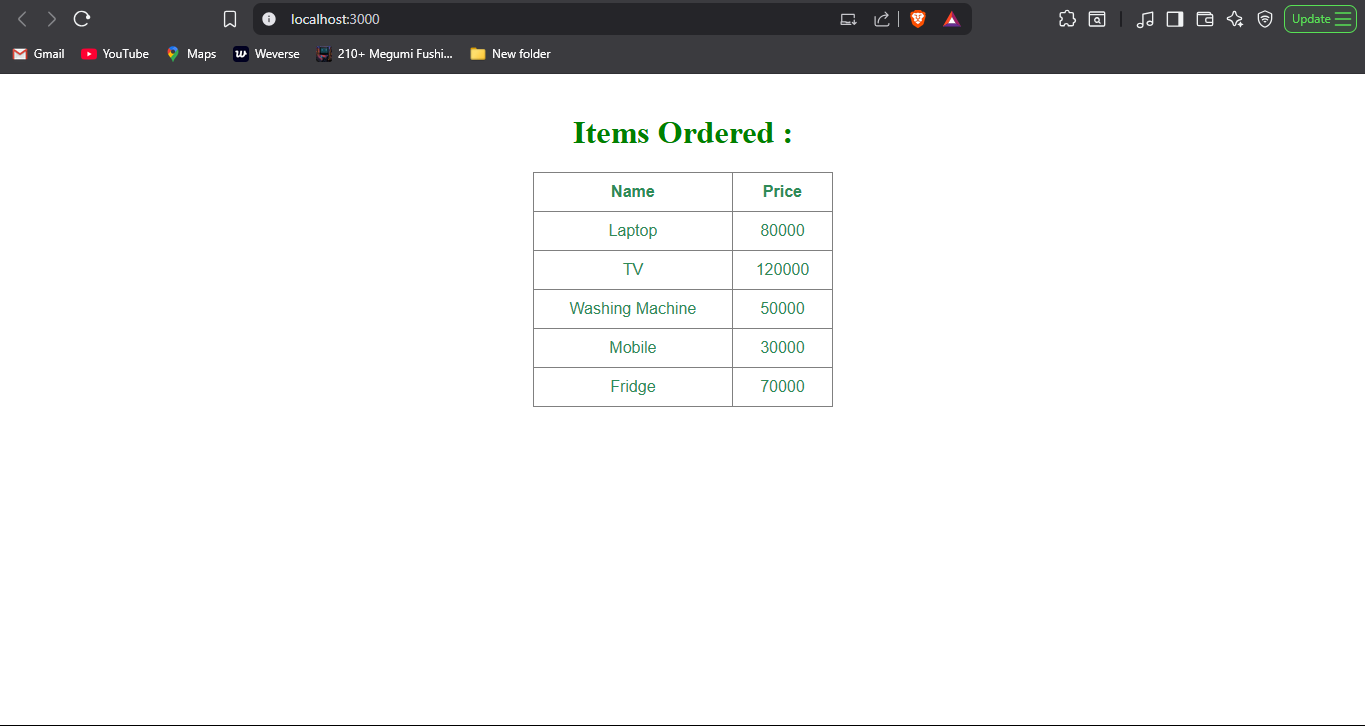 localhost:3000
Update
Gmail YouTube Maps Weverse 210+ Megumi Fushi... New folder
Items Ordered :
Name Price
Laptop 80000
TV 120000
Washing Machine 50000
Mobile 30000
Fridge 70000